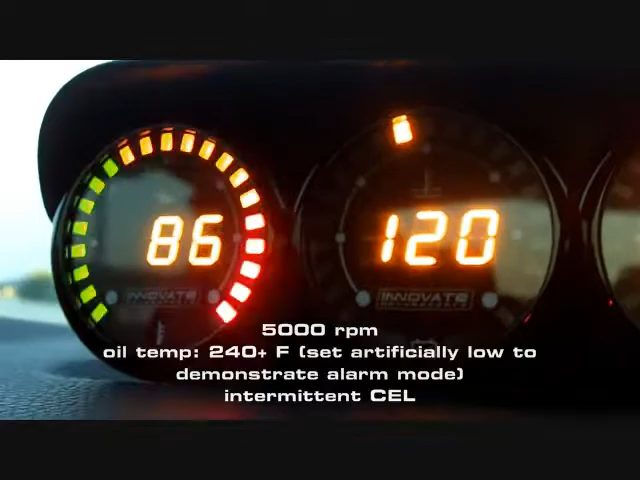 86
120
INNOVATE
INNOVATE
5000 rpm
oil temp: 240+ F (set artificially low to
demonstrate alarm mode)
intermittent CEL